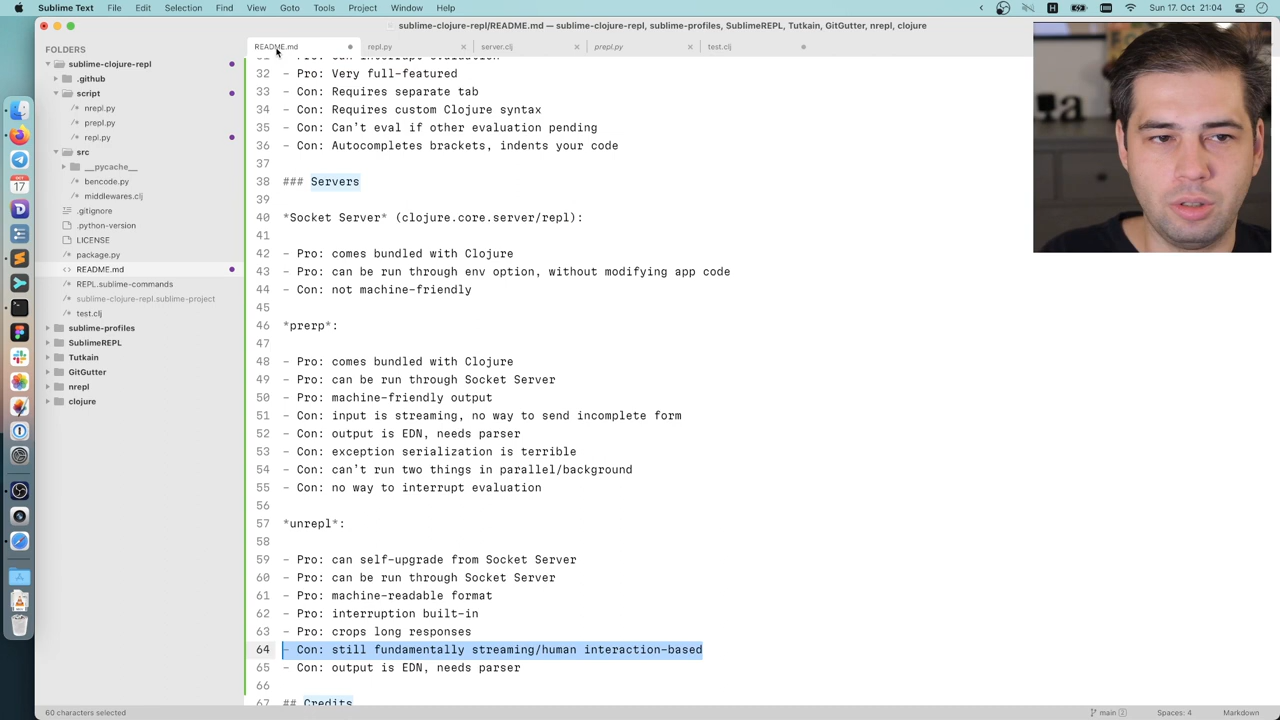 Sublime Text File Edit Selection Find View Goto Tools Project Window Help Sun 17. Oct 21:04
sublime-clojure-repl/README.md — sublime-clojure-repl, sublime-profiles, SublimeREPL, Tutkain, GitGutter, nrepl, clojure
README.md repl.py server.clj prepl.py test.clj
FOLDERS
sublime-clojure-repl
.github
script
nrepl.py
prepl.py
repl.py
src
__pycache__
bencode.py
middlewares.clj
.gitignore
.python-version
LICENSE
package.py
README.md
REPL.sublime-commands
sublime-clojure-repl.sublime-project
test.clj
sublime-profiles
SublimeREPL
Tutkain
GitGutter
nrepl
clojure
OCT
17
31 - Pro: can interrupt evaluation
32 - Pro: Very full-featured
33 - Con: Requires separate tab
34 - Con: Requires custom Clojure syntax
35 - Con: Can’t eval if other evaluation pending
36 - Con: Autocompletes brackets, indents your code
37
38 ### Servers
39
40 *Socket Server* (clojure.core.server/repl):
41
42 - Pro: comes bundled with Clojure
43 - Pro: can be run through env option, without modifying app code
44 - Con: not machine-friendly
45
46 *prerp*:
47
48 - Pro: comes bundled with Clojure
49 - Pro: can be run through Socket Server
50 - Pro: machine-friendly output
51 - Con: input is streaming, no way to send incomplete form
52 - Con: output is EDN, needs parser
53 - Con: exception serialization is terrible
54 - Con: can’t run two things in parallel/background
55 - Con: no way to interrupt evaluation
56
57 *unrepl*:
58
59 - Pro: can self-upgrade from Socket Server
60 - Pro: can be run through Socket Server
61 - Pro: machine-readable format
62 - Pro: interruption built-in
63 - Pro: crops long responses
64 - Con: still fundamentally streaming/human interaction-based
65 - Con: output is EDN, needs parser
66
67 ## Credits
60 characters selected main 2 Spaces: 4 Markdown